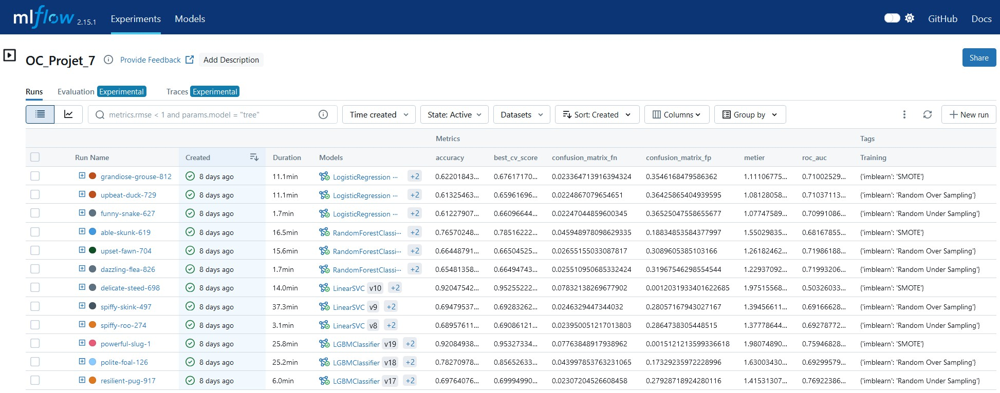 mlflow 2.15.1 Experiments Models GitHub Docs
OC_Projet_7 Provide Feedback Add Description Share
Runs Evaluation Experimental Traces Experimental
metrics.rmse < 1 and params.model = "tree" Time created State: Active Datasets Sort: Created Columns Group by New run
Metrics Tags
Run Name Created Duration Models accuracy best_cv_score confusion_matrix_fn confusion_matrix_fp metier roc_auc Training
grandiose-grouse-812 8 days ago 11.1min LogisticRegression ... +2 0.62201843... 0.67617170... 0.023364713916394324 0.3546168479586362 1.11106775... 0.71002529... {'imblearn': 'SMOTE'}
upbeat-duck-729 8 days ago 11.1min LogisticRegression ... +2 0.61325463... 0.65961696... 0.0224867079654651 0.36425865404939595 1.08128058... 0.71037113... {'imblearn': 'Random Over Sampling'}
funny-snake-627 8 days ago 1.7min LogisticRegression ... +2 0.61227907... 0.66096644... 0.02247044859600345 0.36525047558655677 1.07747589... 0.70991086... {'imblearn': 'Random Under Sampling'}
able-skunk-619 8 days ago 16.5min RandomForestClassi... +2 0.76570248... 0.78516222... 0.045948978098629335 0.18834853584377997 1.55029835... 0.68167855... {'imblearn': 'SMOTE'}
upset-fawn-704 8 days ago 15.6min RandomForestClassi... +2 0.66448791... 0.66504525... 0.02655155033087817 0.3089605385103166 1.26182462... 0.71986188... {'imblearn': 'Random Over Sampling'}
dazzling-flea-826 8 days ago 1.7min RandomForestClassi... +2 0.65481358... 0.66494743... 0.025510950685332424 0.31967546298554544 1.22937092... 0.71993206... {'imblearn': 'Random Under Sampling'}
delicate-steed-698 8 days ago 14.0min LinearSVC v10 +2 0.92047542... 0.95255222... 0.07832138269677902 0.0012031933401622685 1.97515568... 0.50326033... {'imblearn': 'SMOTE'}
spiffy-skink-497 8 days ago 37.3min LinearSVC v9 +2 0.69479537... 0.69283262... 0.0246329447344032 0.28057167943027167 1.39456611... 0.69166628... {'imblearn': 'Random Over Sampling'}
spiffy-roo-274 8 days ago 3.1min LinearSVC v8 +2 0.68957611... 0.69086121... 0.023950051217013803 0.2864738305448515 1.37778644... 0.69278772... {'imblearn': 'Random Under Sampling'}
powerful-slug-1 8 days ago 25.8min LGBMClassifier v19 +2 0.92084938... 0.95327334... 0.07763848917938962 0.0015121213599336618 1.98074890... 0.75946828... {'imblearn': 'SMOTE'}
polite-foal-126 8 days ago 25.2min LGBMClassifier v18 +2 0.78270978... 0.85652633... 0.043997853763231065 0.17329235972228996 1.63003430... 0.69299579... {'imblearn': 'Random Over Sampling'}
resilient-pug-917 8 days ago 6.0min LGBMClassifier v17 +2 0.69764076... 0.69994990... 0.02307204526608458 0.27928718924280116 1.41531307... 0.76922386... {'imblearn': 'Random Under Sampling'}